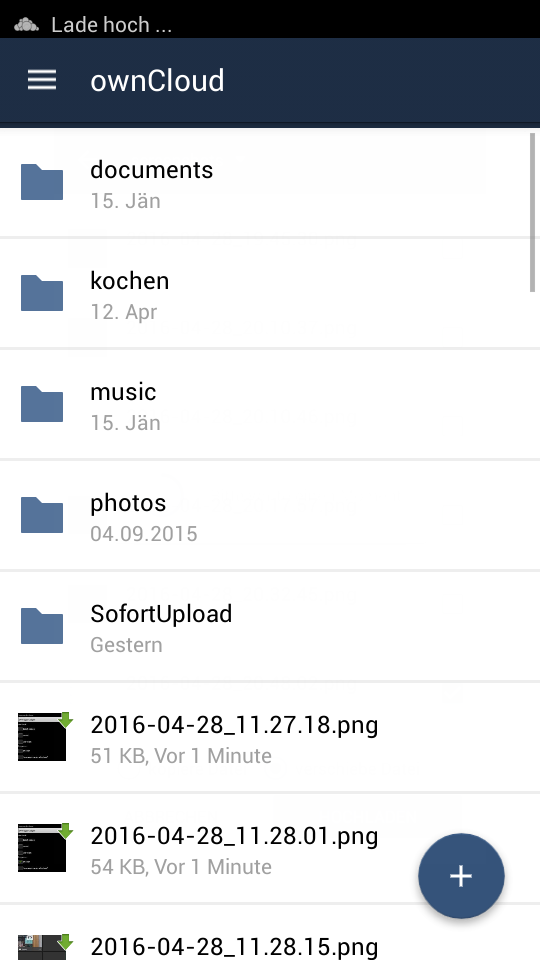 Lade hoch ...
ownCloud
documents
15. Jän
kochen
12. Apr
music
15. Jän
photos
04.09.2015
SofortUpload
Gestern
2016-04-28_11.27.18.png
51 KB, Vor 1 Minute
2016-04-28_11.28.01.png
54 KB, Vor 1 Minute
2016-04-28_11.28.15.png